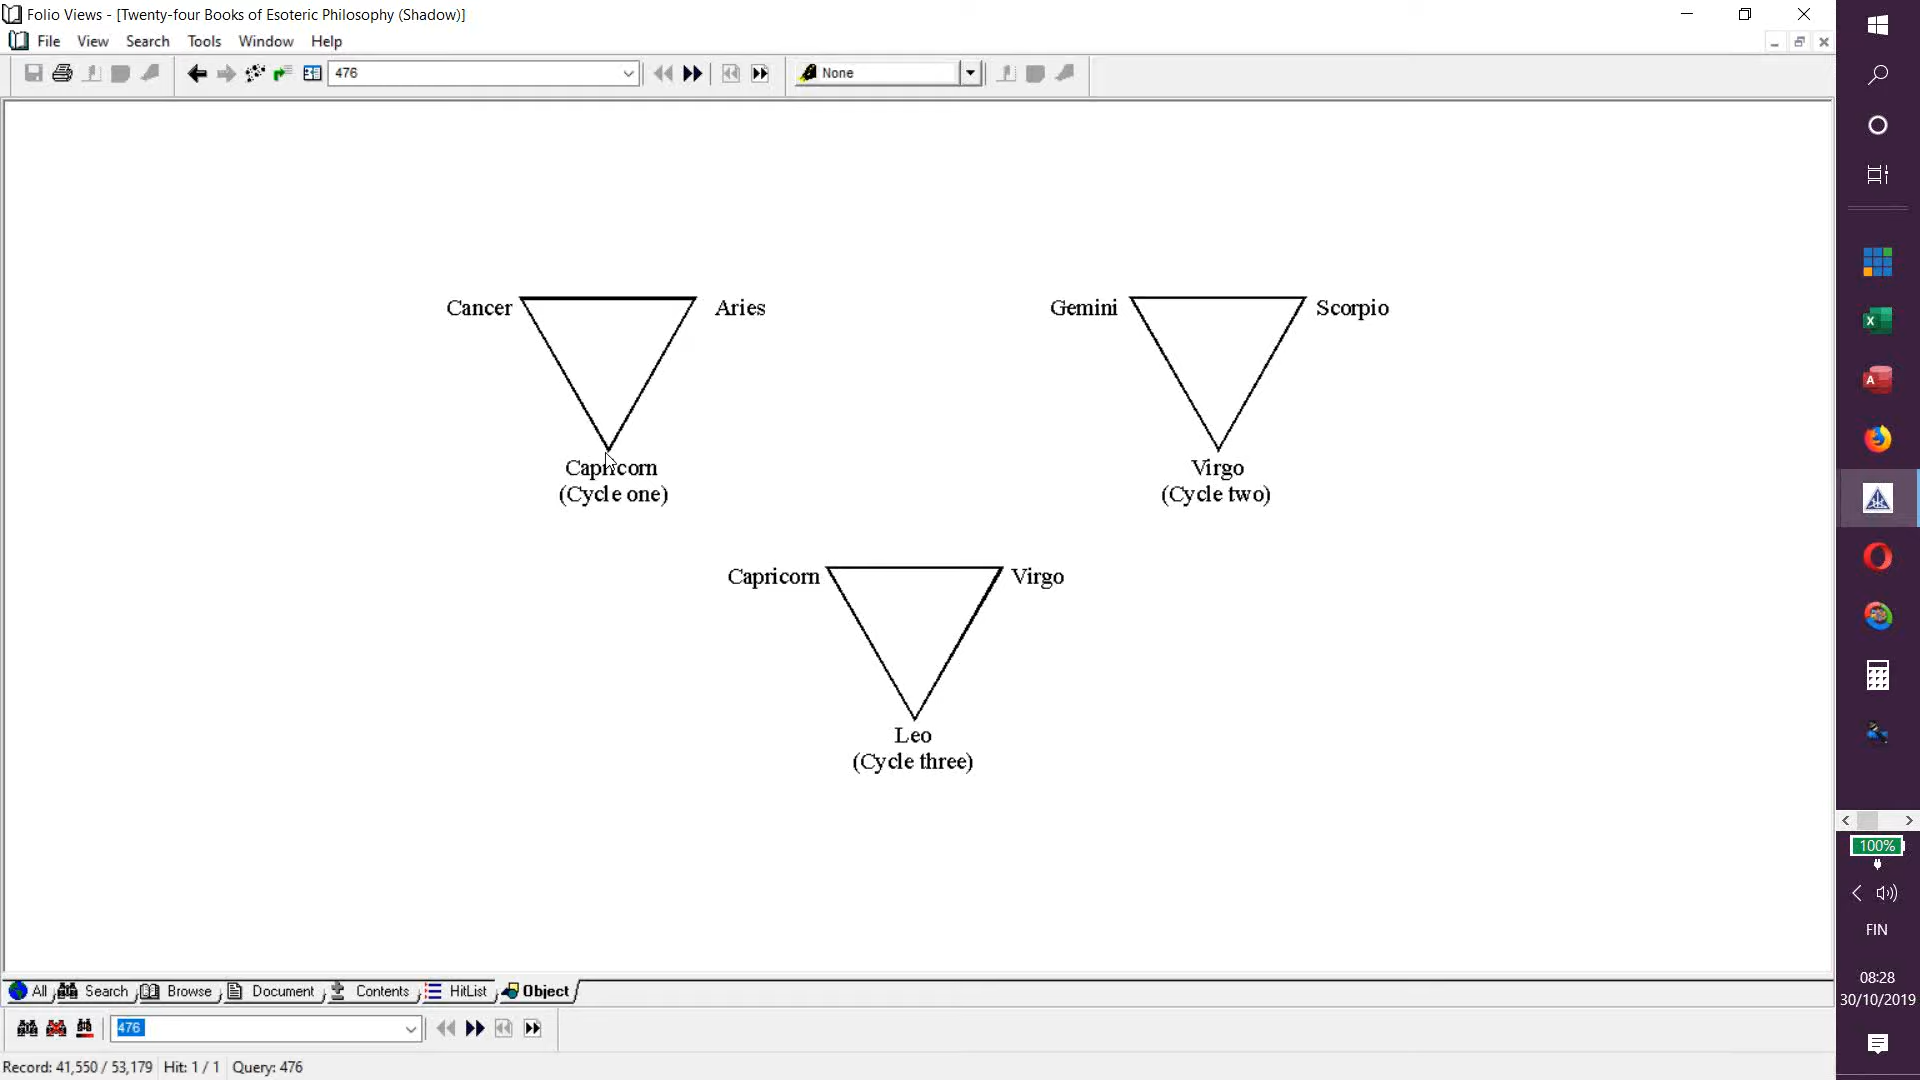 Folio Views - [Twenty-four Books of Esoteric Philosophy (Shadow)]
File View Search Tools Window Help
476
None
Cancer Aries
Gemini Scorpio
Capricorn
(Cycle one)
Virgo
(Cycle two)
Capricorn Virgo
Leo
(Cycle three)
100%
FIN
08:28
30/10/2019
All Search Browse Document Contents HitList Object
476
Record: 41,550 / 53,179 Hit: 1 / 1 Query: 476